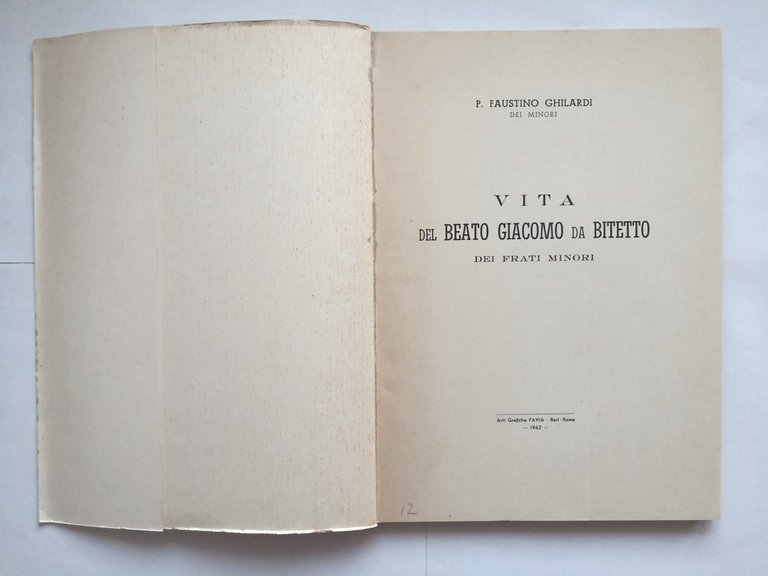 P. FAUSTINO GHILARDI
DEI MINORI
VITA
DEL BEATO GIACOMO DA BITETTO
DEI FRATI MINORI
Arti Grafiche FAVIA - Bari - Roma
— 1962 —
12